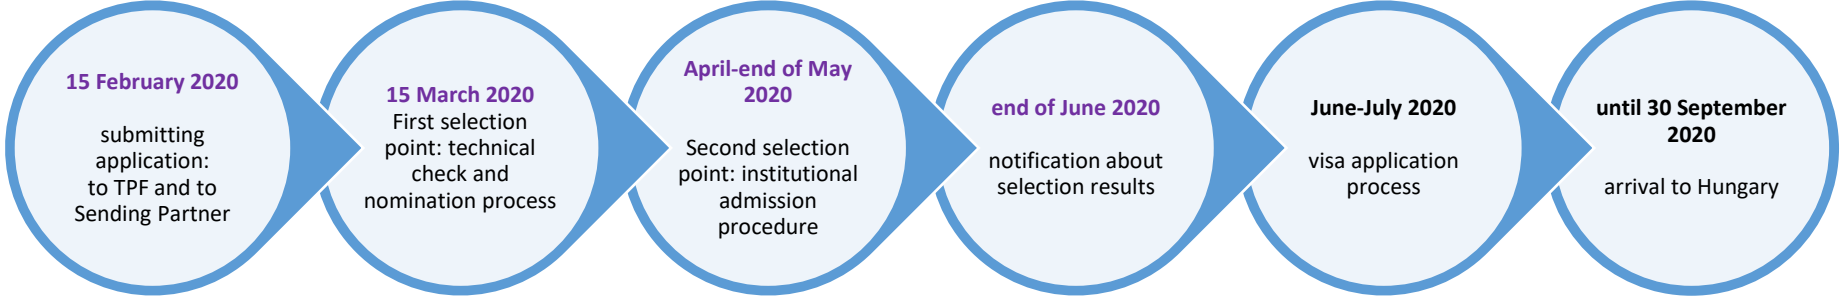 15 February 2020
submitting
application:
to TPF and to
Sending Partner
15 March 2020
First selection
point: technical
check and
nomination process
April-end of May
2020
Second selection
point: institutional
admission
procedure
end of June 2020
notification about
selection results
June-July 2020
visa application
process
until 30 September
2020
arrival to Hungary